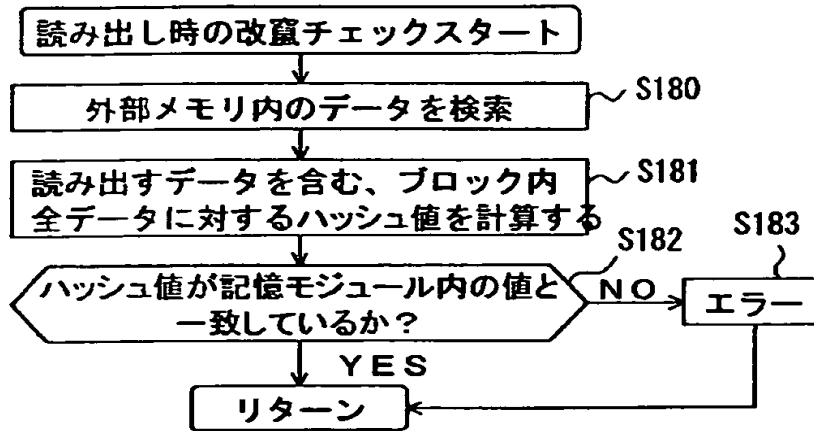 読み出し時の改竄チェックスタート
外部メモリ内のデータを検索
S180
読み出すデータを含む、ブロック内
全データに対するハッシュ値を計算する
S181
ハッシュ値が記憶モジュール内の値と
一致しているか？
S182
NO
エラー
S183
YES
リターン